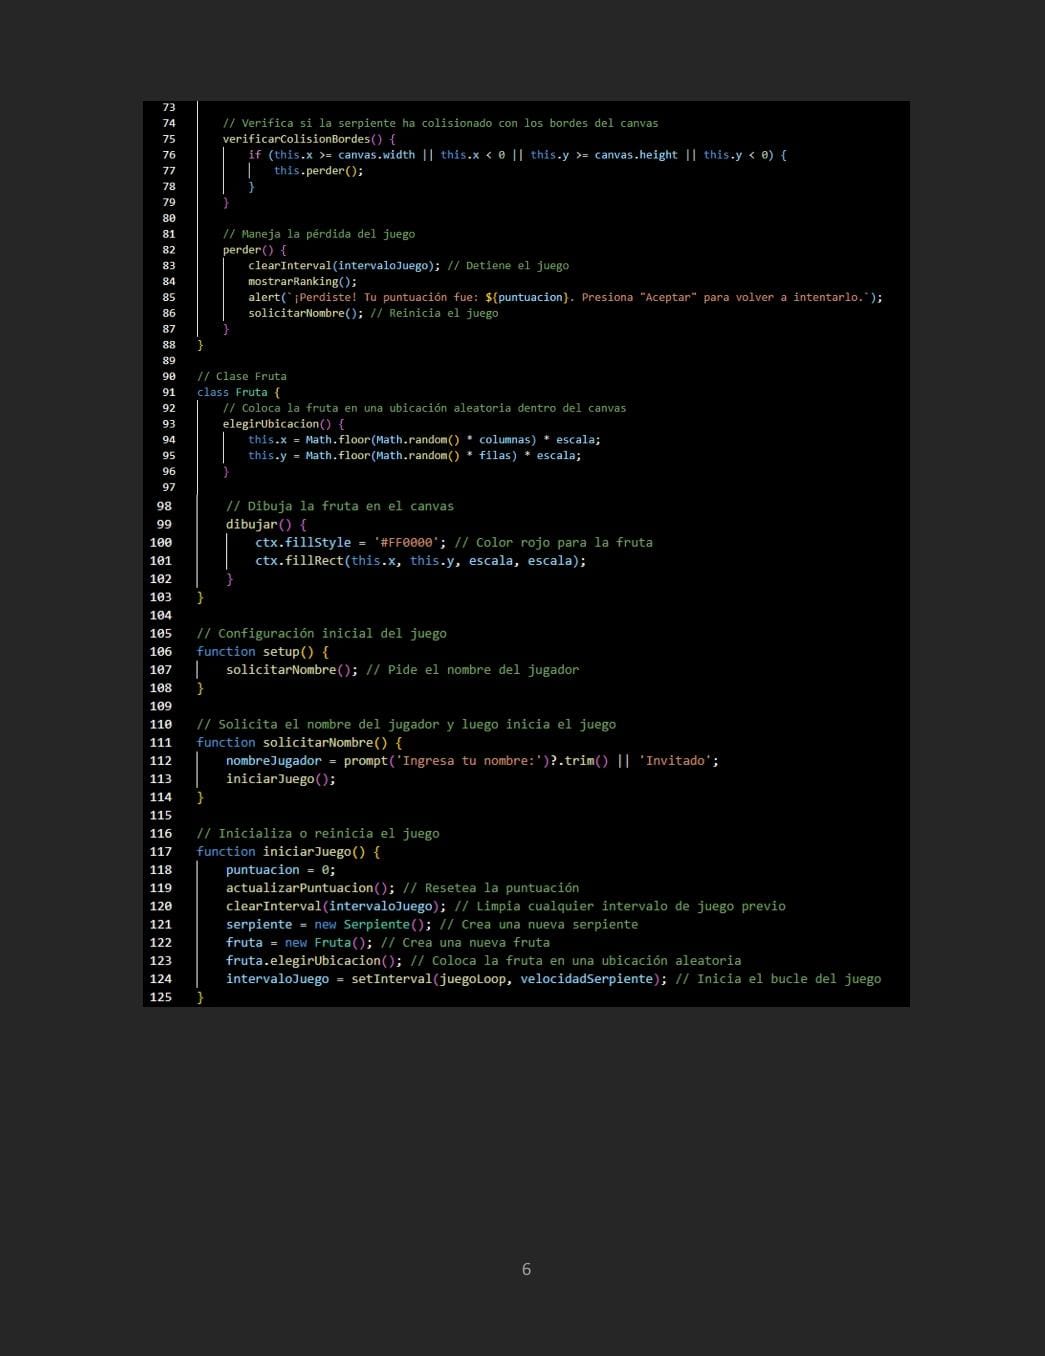 73
74 // Verifica si la serpiente ha colisionado con los bordes del canvas
75 verificarColisionBordes() {
76 if (this.x >= canvas.width || this.x < 0 || this.y >= canvas.height || this.y < 0) {
77 this.perder();
78 }
79 }
80
81 // Maneja la pérdida del juego
82 perder() {
83 clearInterval(intervaloJuego); // Detiene el juego
84 mostrarRanking();
85 alert(`¡Perdiste! Tu puntuación fue: ${puntuacion}. Presiona "Aceptar" para volver a intentarlo.`);
86 solicitarNombre(); // Reinicia el juego
87 }
88 }
89
90 // Clase Fruta
91 class Fruta {
92 // Coloca la fruta en una ubicación aleatoria dentro del canvas
93 elegirUbicacion() {
94 this.x = Math.floor(Math.random() * columnas) * escala;
95 this.y = Math.floor(Math.random() * filas) * escala;
96 }
97
98 // Dibuja la fruta en el canvas
99 dibujar() {
100 ctx.fillStyle = '#FF0000'; // Color rojo para la fruta
101 ctx.fillRect(this.x, this.y, escala, escala);
102 }
103 }
104
105 // Configuración inicial del juego
106 function setup() {
107 solicitarNombre(); // Pide el nombre del jugador
108 }
109
110 // Solicita el nombre del jugador y luego inicia el juego
111 function solicitarNombre() {
112 nombreJugador = prompt('Ingresa tu nombre:')?.trim() || 'Invitado';
113 iniciarJuego();
114 }
115
116 // Inicializa o reinicia el juego
117 function iniciarJuego() {
118 puntuacion = 0;
119 actualizarPuntuacion(); // Resetea la puntuación
120 clearInterval(intervaloJuego); // Limpia cualquier intervalo de juego previo
121 serpiente = new Serpiente(); // Crea una nueva serpiente
122 fruta = new Fruta(); // Crea una nueva fruta
123 fruta.elegirUbicacion(); // Coloca la fruta en una ubicación aleatoria
124 intervaloJuego = setInterval(juegoLoop, velocidadSerpiente); // Inicia el bucle del juego
125 }
6